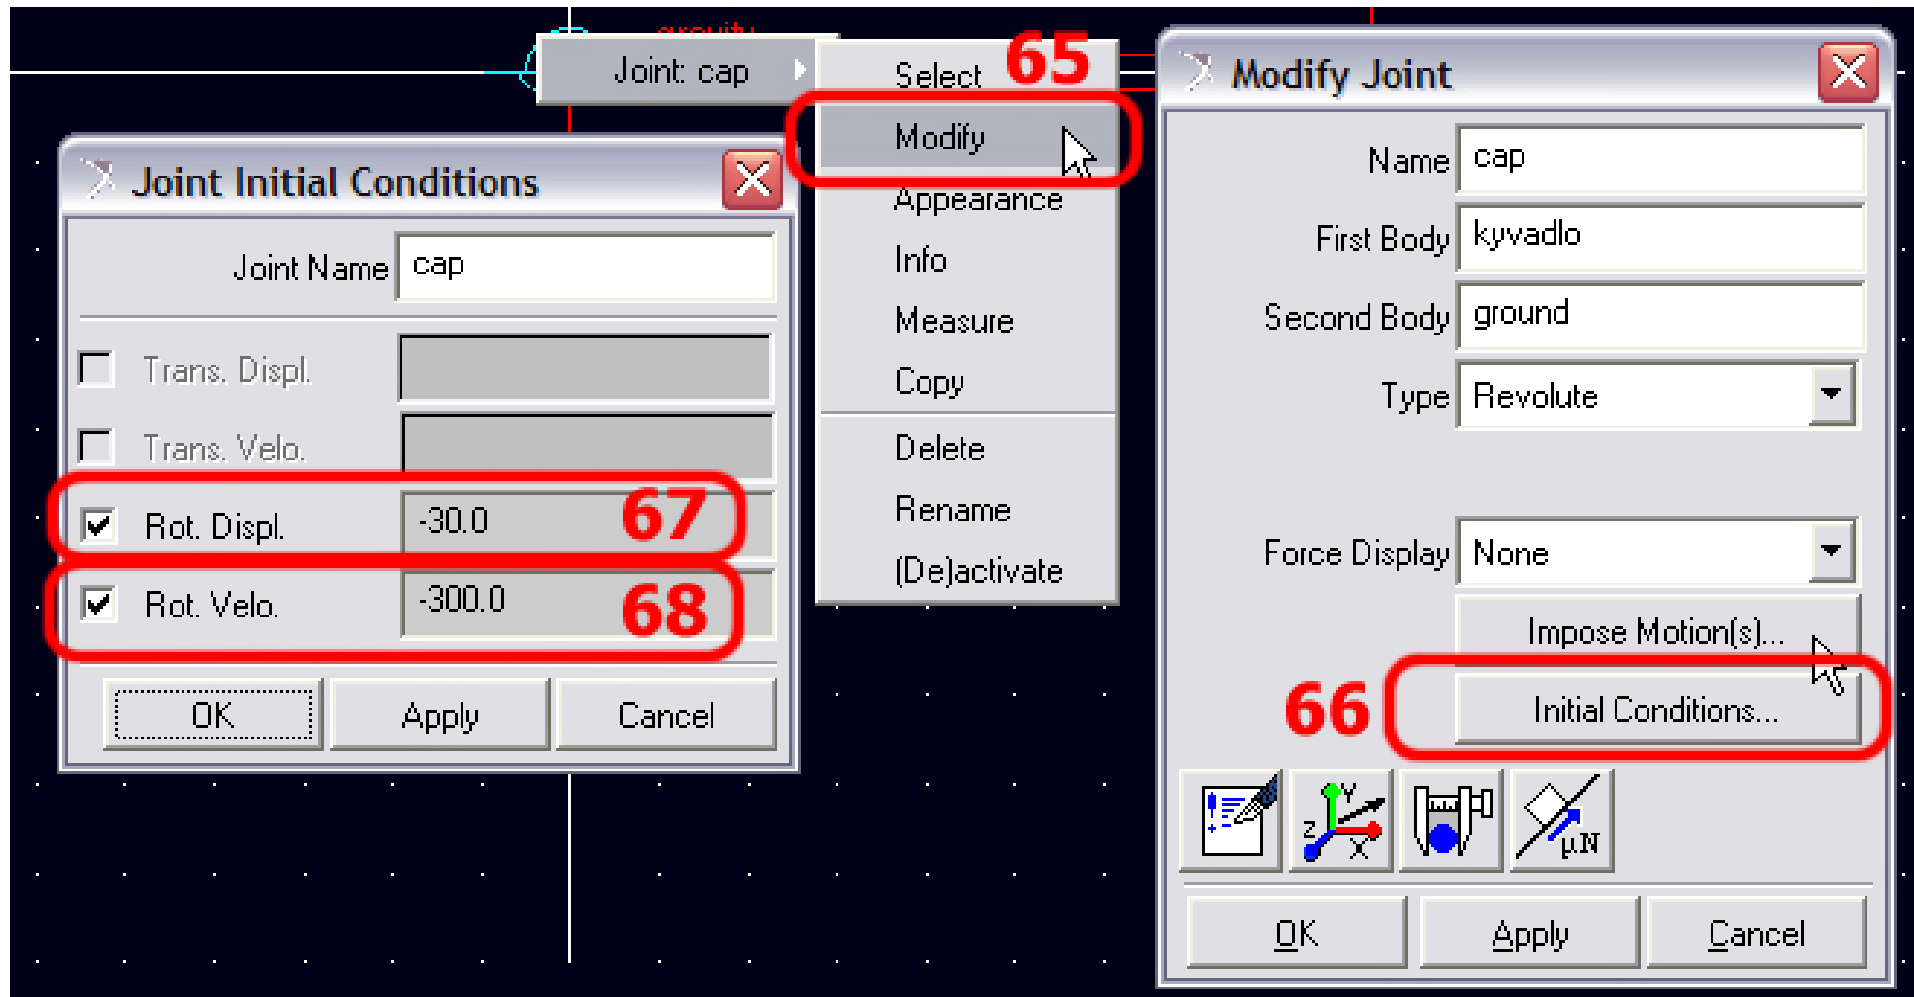 gravity
Joint: cap
65
Select
Modify
Appearance
Info
Measure
Copy
Delete
Rename
(De)activate
Joint Initial Conditions
Joint Name cap
Trans. Displ.
Trans. Velo.
Rot. Displ. -30.0 67
Rot. Velo. -300.0 68
OK Apply Cancel
Modify Joint
Name cap
First Body kyvadlo
Second Body ground
Type Revolute
Force Display None
Impose Motion(s)...
66 Initial Conditions...
Y
Z
X
μN
OK Apply Cancel